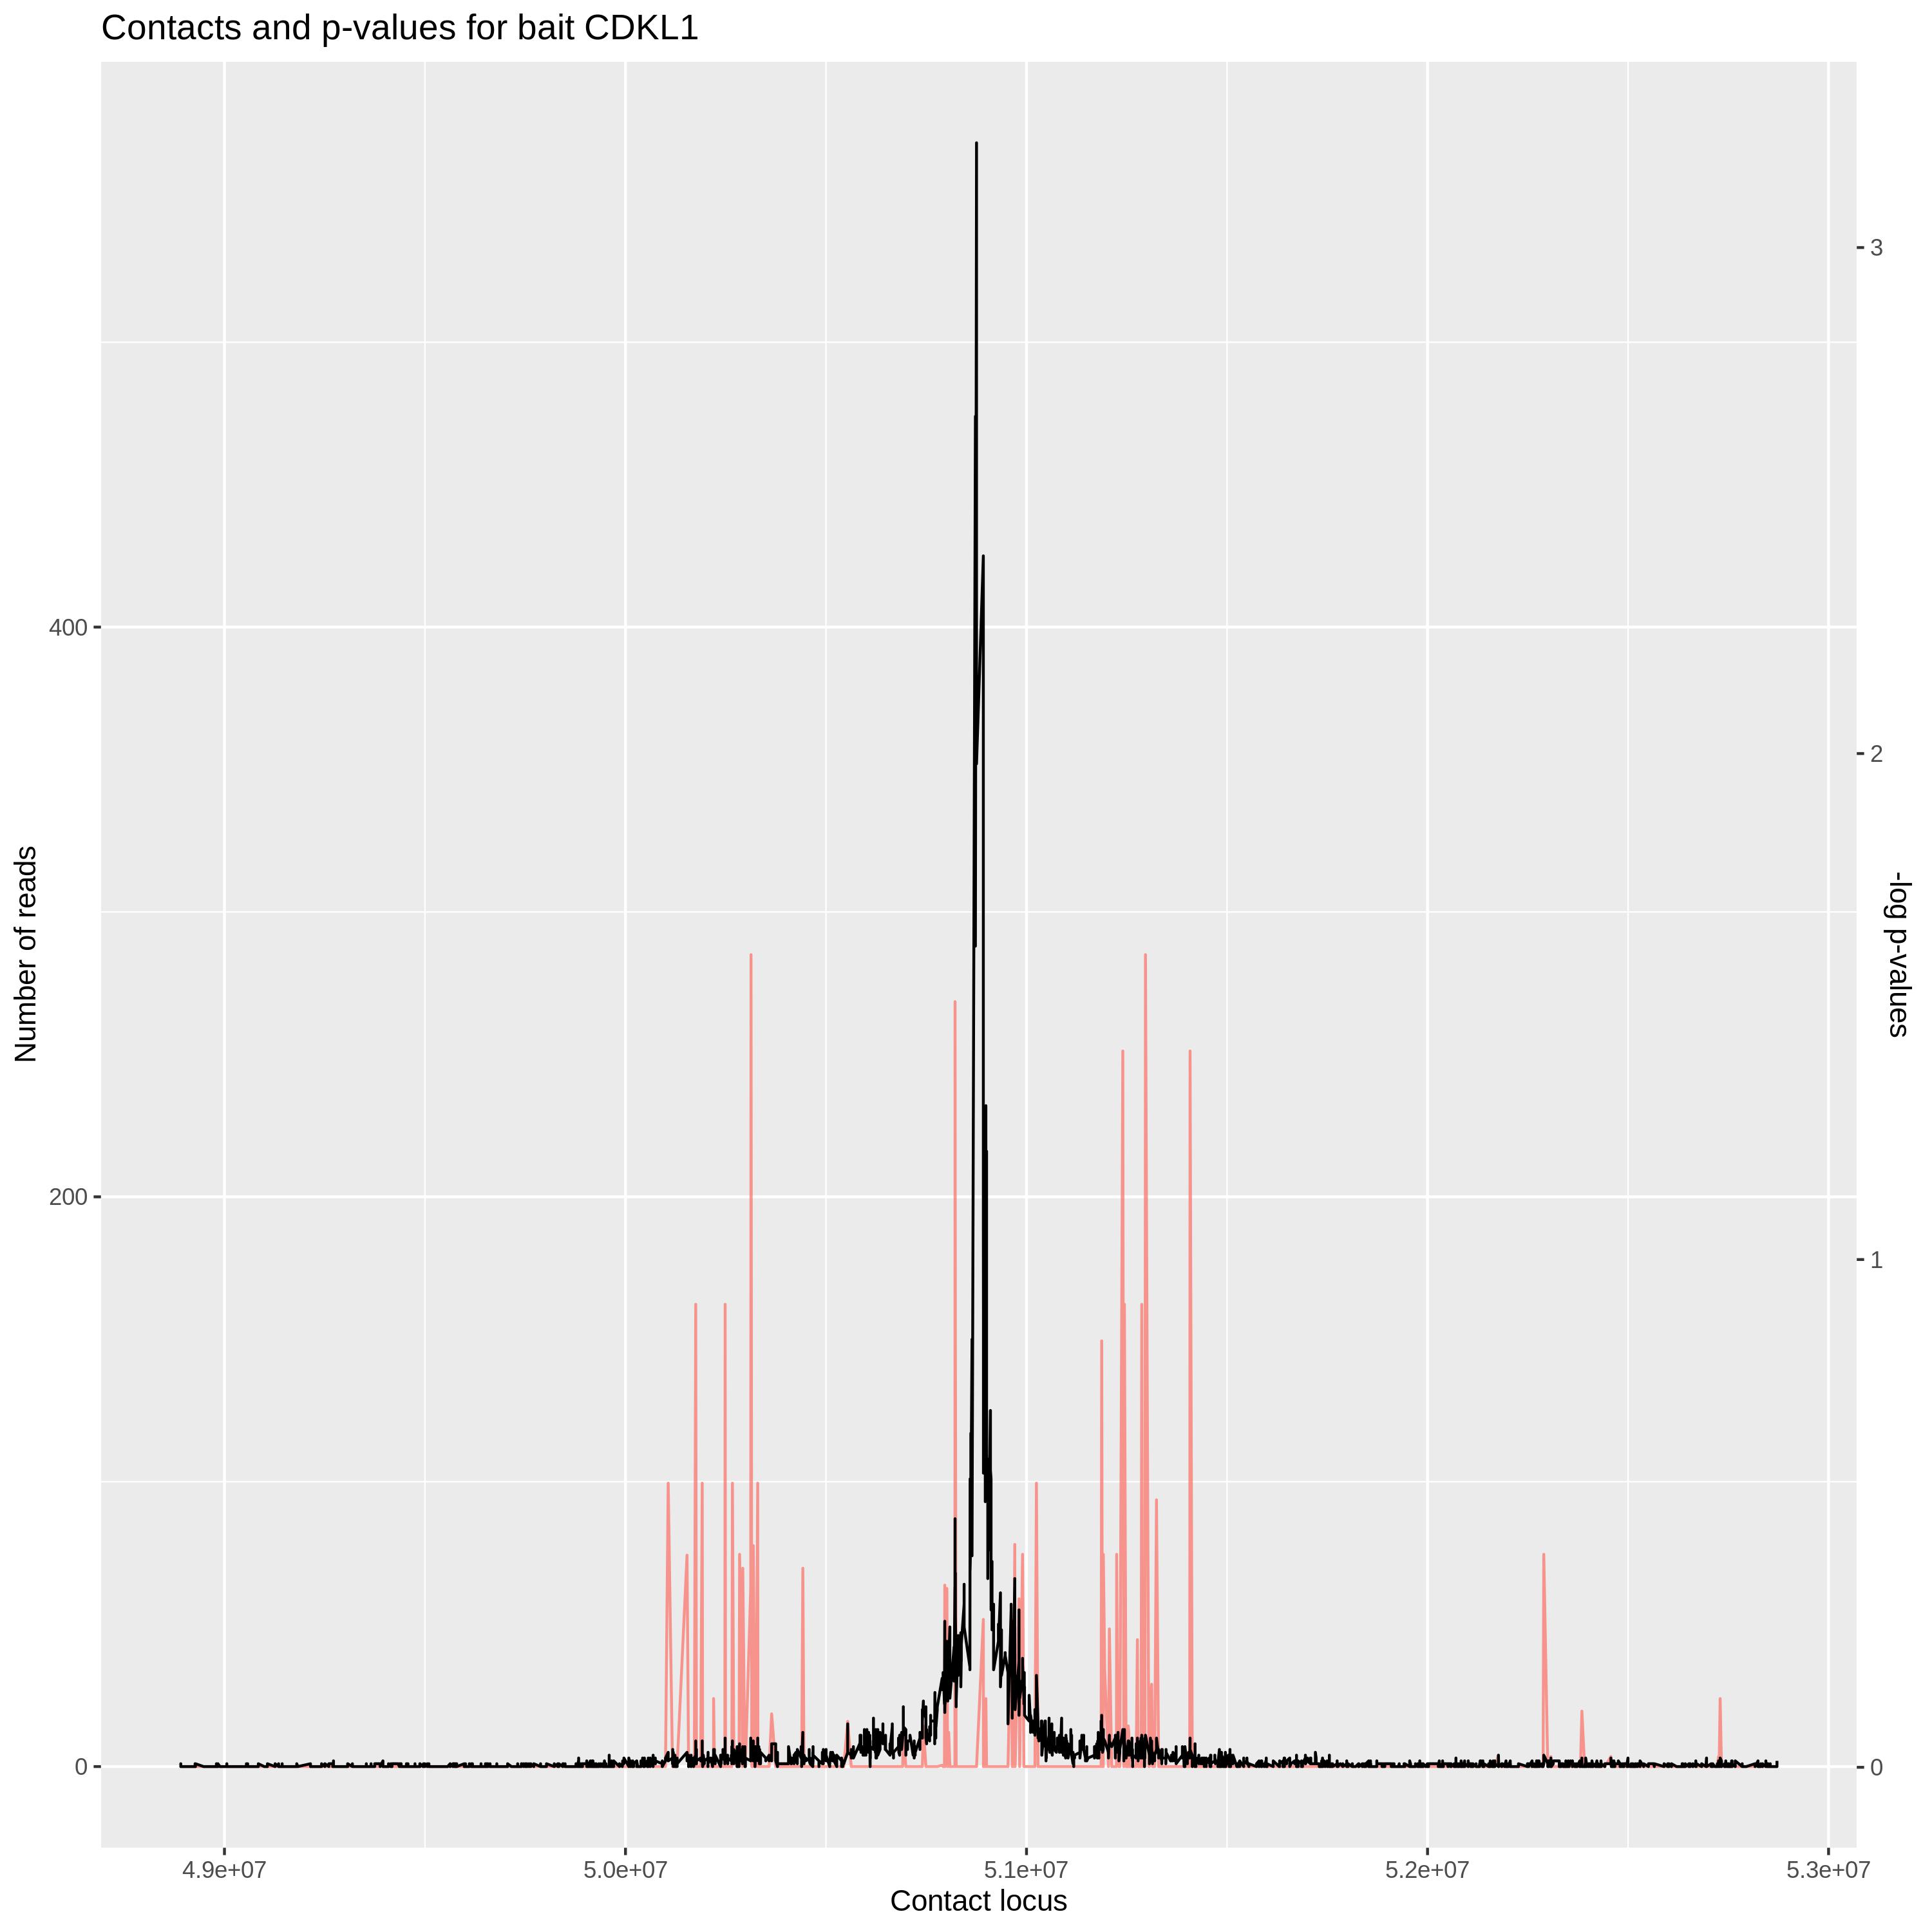 Contacts and p-values for bait CDKL1
Number of reads
400
200
0
3
2
1
0
-log p-values
4.9e+07
5.0e+07
5.1e+07
5.2e+07
5.3e+07
Contact locus